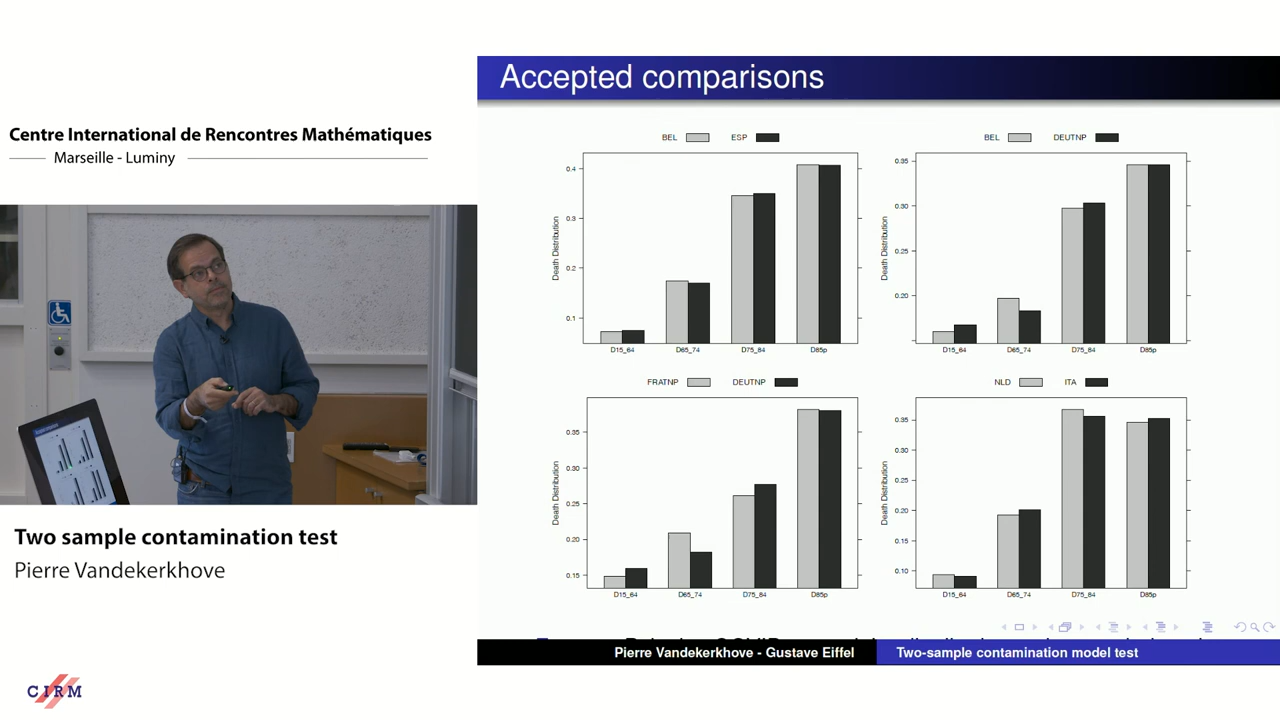 Centre International de Rencontres Mathématiques
Marseille - Luminy
Two sample contamination test
Pierre Vandekerkhove
CIRM
Accepted comparisons
BEL ESP
Death Distribution
0.4
0.3
0.2
0.1
D15_64 D65_74 D75_84 D85p
BEL DEUTNP
Death Distribution
0.35
0.30
0.25
0.20
D15_64 D65_74 D75_84 D85p
FRATNP DEUTNP
Death Distribution
0.35
0.30
0.25
0.20
0.15
D15_64 D65_74 D75_84 D85p
NLD ITA
Death Distribution
0.35
0.30
0.25
0.20
0.15
0.10
D15_64 D65_74 D75_84 D85p
Pierre Vandekerkhove - Gustave Eiffel
Two-sample contamination model test